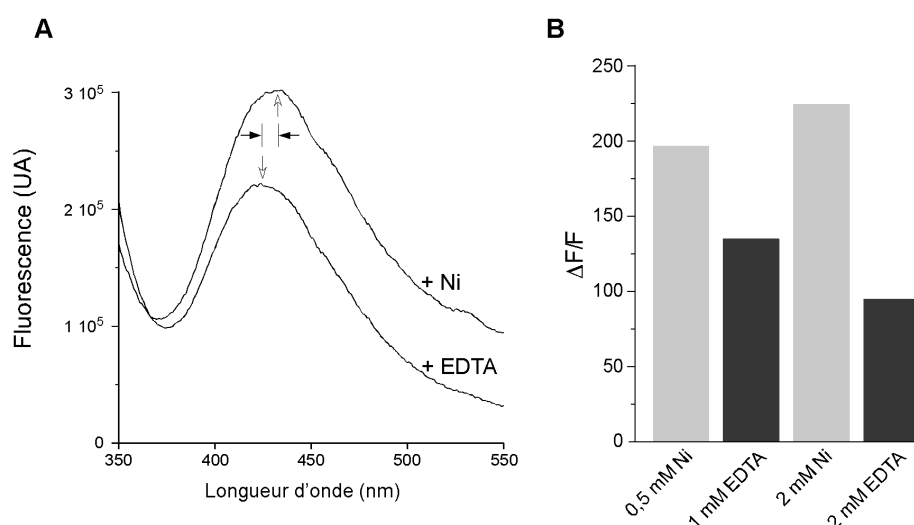 A
Fluorescence (UA)
3 10⁵
2 10⁵
1 10⁵
0
+ Ni
+ EDTA
350
400
450
500
550
Longueur d'onde (nm)
B
ΔF/F
250
200
150
100
50
0
0,5 mM Ni
1 mM EDTA
2 mM Ni
2 mM EDTA